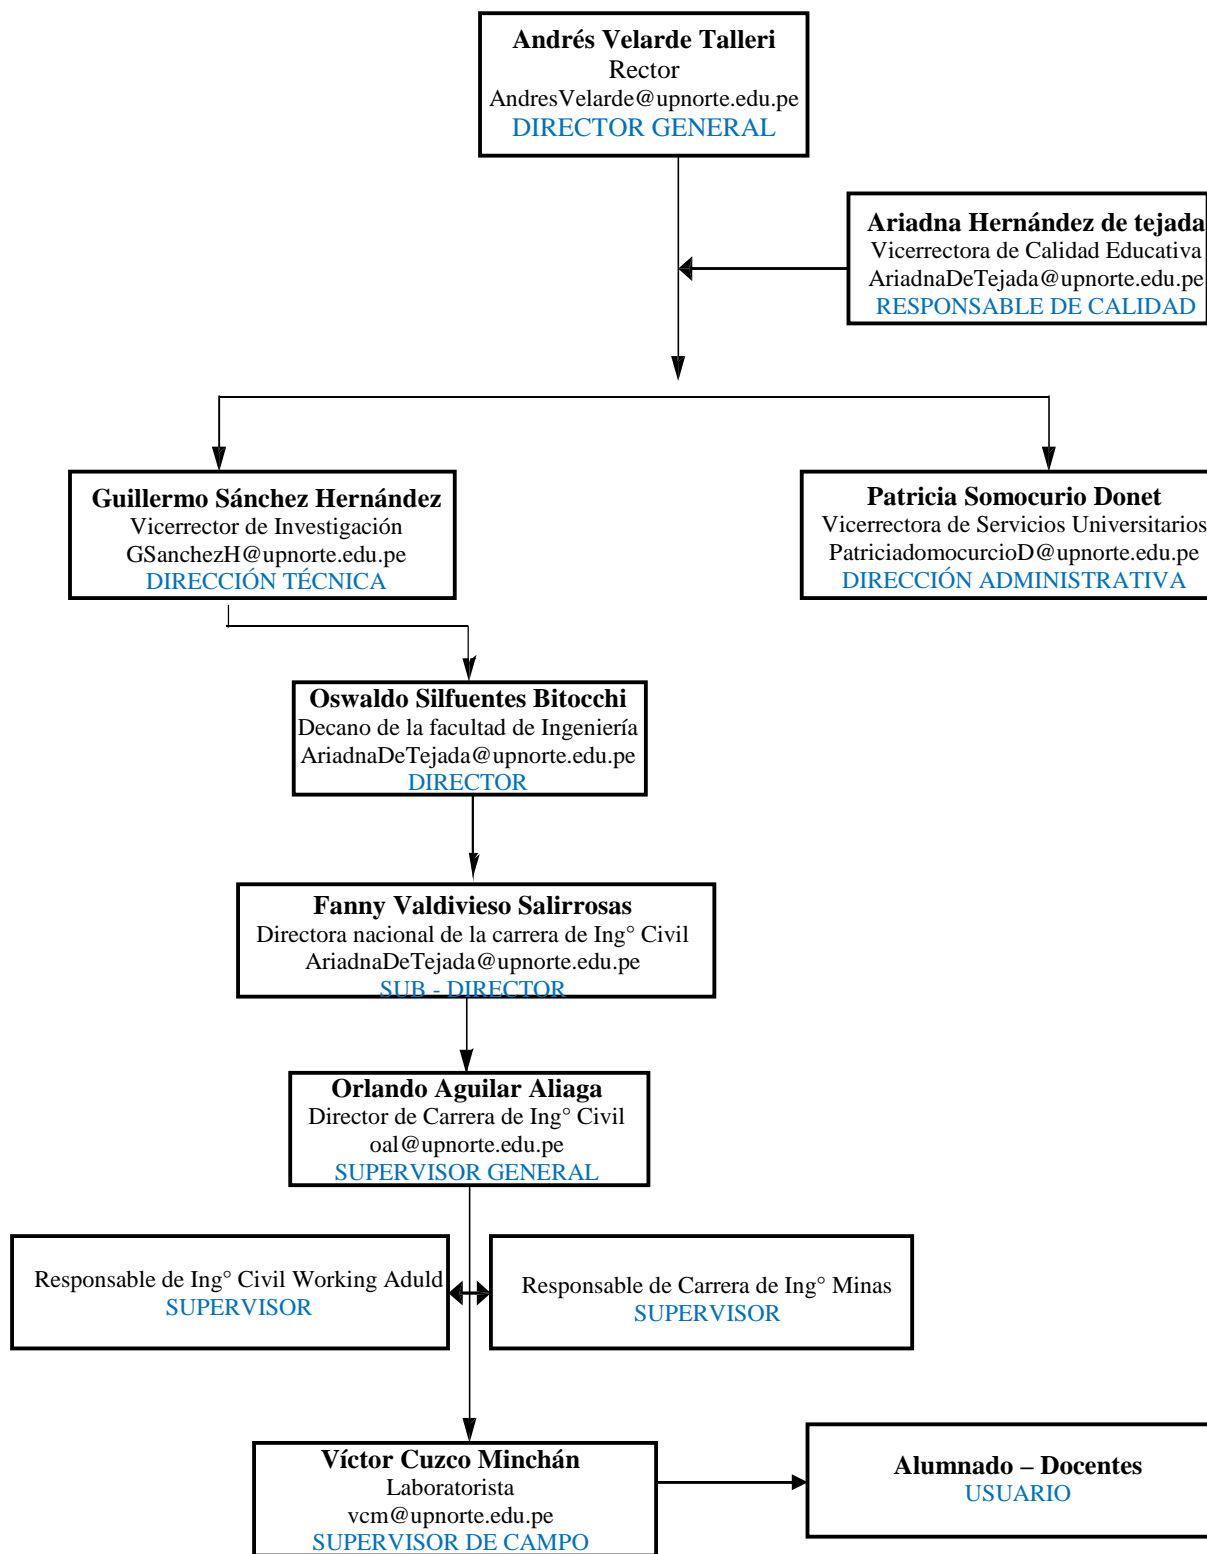 Andrés Velarde Talleri
Rector
AndresVelarde@upnorte.edu.pe
DIRECTOR GENERAL
Ariadna Hernández de tejada
Vicerrectora de Calidad Educativa
AriadnaDeTejada@upnorte.edu.pe
RESPONSABLE DE CALIDAD
Guillermo Sánchez Hernández
Vicerrector de Investigación
GSanchezH@upnorte.edu.pe
DIRECCIÓN TÉCNICA
Patricia Somocurio Donet
Vicerrectora de Servicios Universitarios
PatriciadomocurcioD@upnorte.edu.pe
DIRECCIÓN ADMINISTRATIVA
Oswaldo Silfuentes Bitocchi
Decano de la facultad de Ingeniería
AriadnaDeTejada@upnorte.edu.pe
DIRECTOR
Fanny Valdivieso Salirrosas
Directora nacional de la carrera de Ing° Civil
AriadnaDeTejada@upnorte.edu.pe
SUB - DIRECTOR
Orlando Aguilar Aliaga
Director de Carrera de Ing° Civil
oal@upnorte.edu.pe
SUPERVISOR GENERAL
Responsable de Ing° Civil Working Aduld
SUPERVISOR
Responsable de Carrera de Ing° Minas
SUPERVISOR
Víctor Cuzco Minchán
Laboratorista
vcm@upnorte.edu.pe
SUPERVISOR DE CAMPO
Alumnado – Docentes
USUARIO